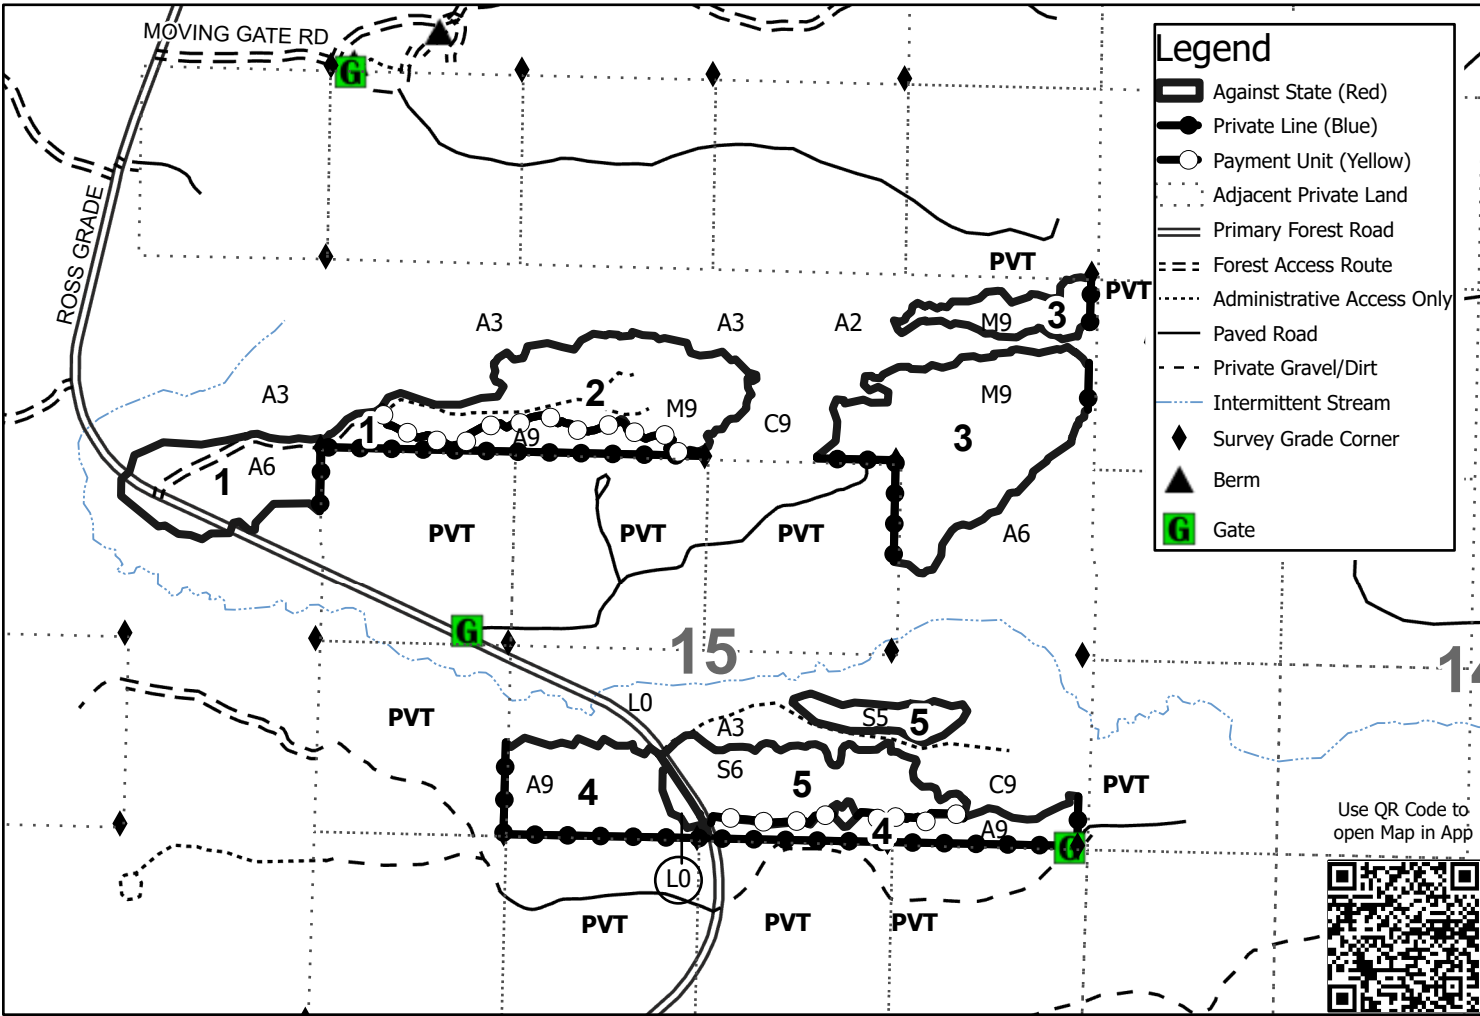 MOVING GATE RD
G
ROSS GRADE
PVT
PVT
3
M9
A3
A3
A2
A3
2
M9
M9
1
A9
C9
3
A6
1
A6
PVT
PVT
PVT
G
15
14
L0
PVT
A3
S5
5
S6
A9
4
5
C9
PVT
4
A9
G
L0
PVT
PVT
PVT
Legend
Against State (Red)
Private Line (Blue)
Payment Unit (Yellow)
Adjacent Private Land
Primary Forest Road
Forest Access Route
Administrative Access Only
Paved Road
Private Gravel/Dirt
Intermittent Stream
Survey Grade Corner
Berm
G Gate
Use QR Code to
open Map in App